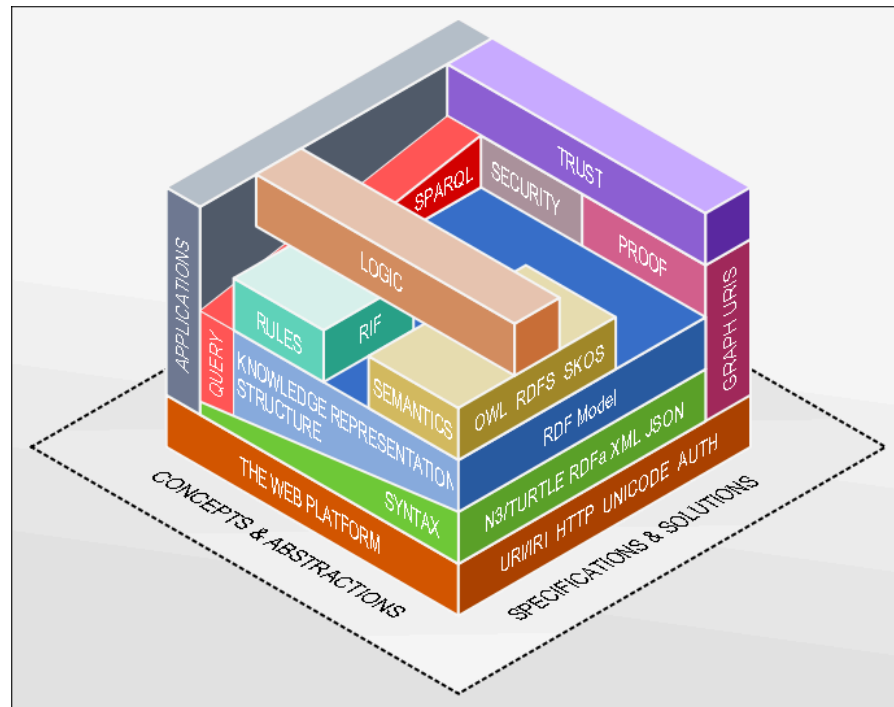 TRUST
SECURITY
PROOF
SPARQL
LOGIC
APPLICATIONS
RULES
RIF
QUERY
KNOWLEDGE REPRESENTATION
STRUCTURE
SEMANTICS
OWL RDFS SKOS
GRAPH URIS
RDF Model
SYNTAX
N3/TURTLE RDFa XML JSON
THE WEB PLATFORM
URI/IRI HTTP UNICODE AUTH
CONCEPTS & ABSTRACTIONS
SPECIFICATIONS & SOLUTIONS